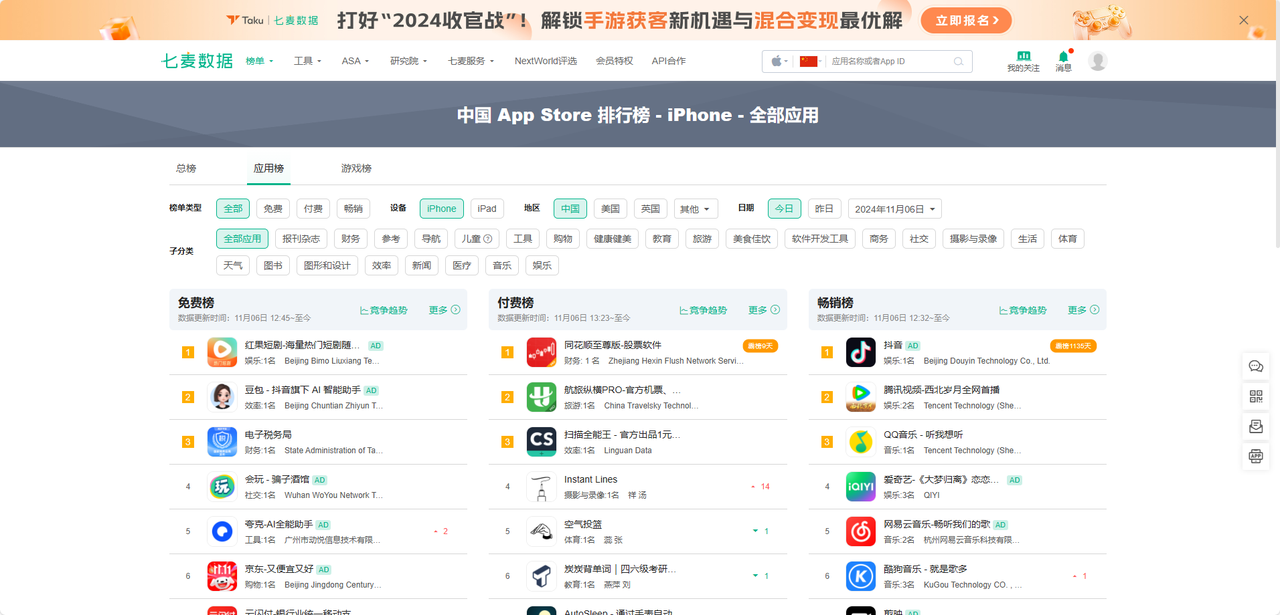 Taku | 七麦数据 打好“2024收官战”！ 解锁手游获客新机遇与混合变现最优解 立即报名
七麦数据 榜单 工具 ASA 研究院 七麦服务 NextWorld评选 会员特权 API合作 应用名称或者App ID 我的关注 消息
中国 App Store 排行榜 - iPhone - 全部应用
总榜 应用榜 游戏榜
榜单类型 全部 免费 付费 畅销 设备 iPhone iPad 地区 中国 美国 英国 其他 日期 今日 昨日 2024年11月06日
子分类 全部应用 报刊杂志 财务 参考 导航 儿童 工具 购物 健康健美 教育 旅游 美食佳饮 软件开发工具 商务 社交 摄影与录像 生活 体育
天气 图书 图形和设计 效率 新闻 医疗 音乐 娱乐
免费榜 竞争趋势 更多
数据更新时间：11月06日 12:45~至今
1 红果短剧-海量热门短剧随... AD
娱乐:1名 Beijing Bimo Liuxiang Te...
2 豆包 - 抖音旗下 AI 智能助手 AD
效率:1名 Beijing Chuntian Zhiyun T...
3 电子税务局
财务:1名 State Administration of Ta...
4 会玩 - 骗子酒馆 AD
社交:1名 Wuhan WoYou Network T...
5 夸克-AI全能助手 AD 2
工具:1名 广州市动悦信息技术有限...
6 京东-又便宜又好 AD
购物:1名 Beijing Jingdong Century...
云闪付-银行业统一移动支
付费榜 竞争趋势 更多
数据更新时间：11月06日 13:23~至今
1 同花顺至尊版-股票软件 霸榜9天
财务: 1名 Zhejiang Hexin Flush Network Servi...
2 航旅纵横PRO-官方机票、...
旅游:1名 China Travelsky Technol...
3 扫描全能王 - 官方出品1元...
效率:1名 Linguan Data
4 Instant Lines 14
摄影与录像:1名 祥 汤
5 空气投篮 1
体育:1名 蕊 张
6 炭炭背单词｜四六级考研... 1
教育:1名 燕萍 刘
AutoSleep - 通过手表自动
畅销榜 竞争趋势 更多
数据更新时间：11月06日 12:32~至今
1 抖音 AD 霸榜1135天
娱乐:1名 Beijing Douyin Technology Co., Ltd.
2 腾讯视频-西北岁月全网首播
娱乐:2名 Tencent Technology (She...
3 QQ音乐 - 听我想听
音乐:1名 Tencent Technology (She...
4 爱奇艺-《大梦归离》恋恋... AD
娱乐:3名 QIYI
5 网易云音乐-畅听我们的歌 AD
音乐:2名 杭州网易云音乐科技有限...
6 酷狗音乐 - 就是歌多 1
音乐:3名 KuGou Technology CO. , ...
剪映 AD